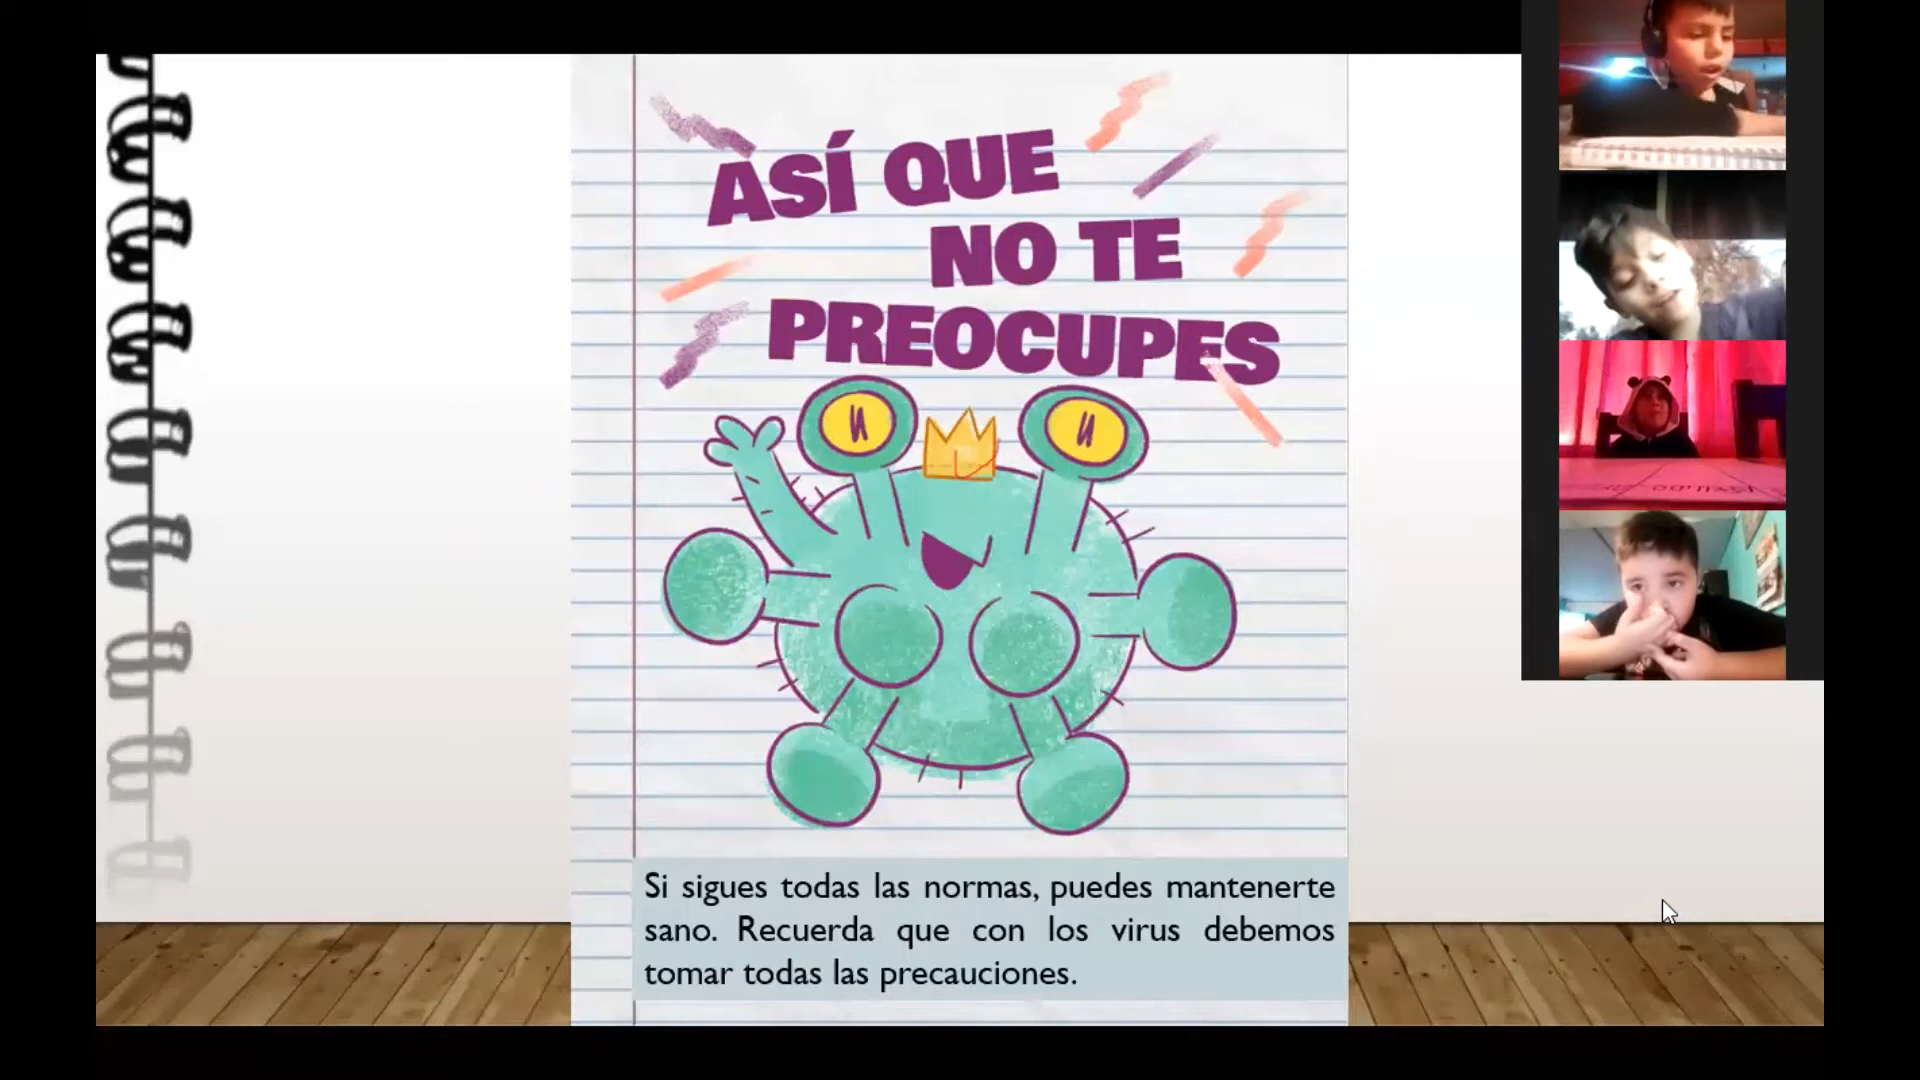 ASÍ QUE
NO TE
PREOCUPES
Si sigues todas las normas, puedes mantenerte
sano. Recuerda que con los virus debemos
tomar todas las precauciones.